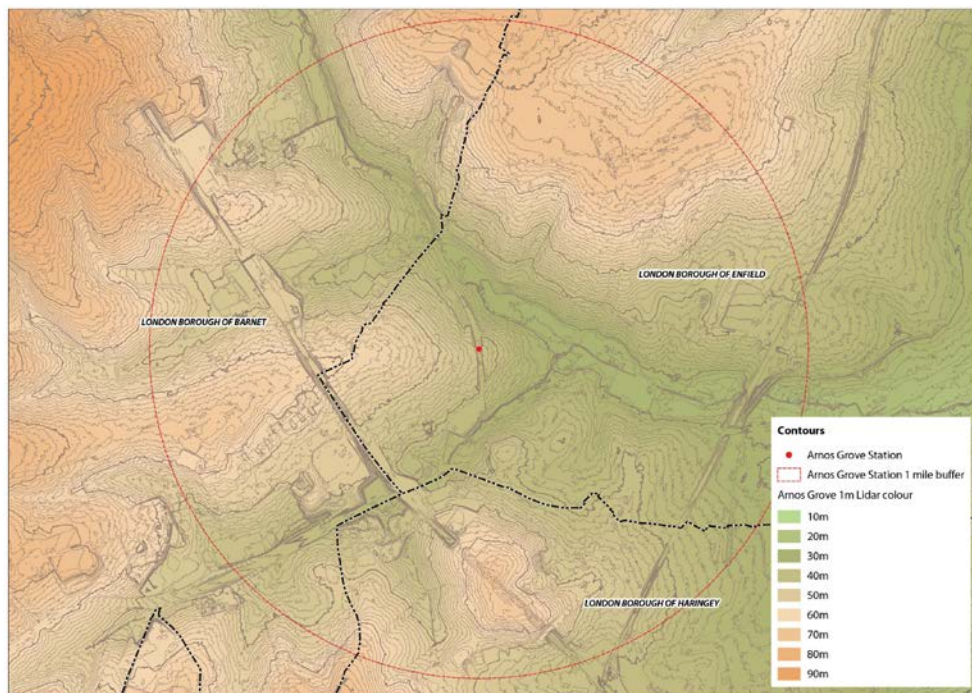 LONDON BOROUGH OF ENFIELD
LONDON BOROUGH OF BARNET
LONDON BOROUGH OF HARINGEY
Contours
Arnos Grove Station
Arnos Grove Station 1 mile buffer
Arnos Grove 1m Lidar colour
10m
20m
30m
40m
50m
60m
70m
80m
90m